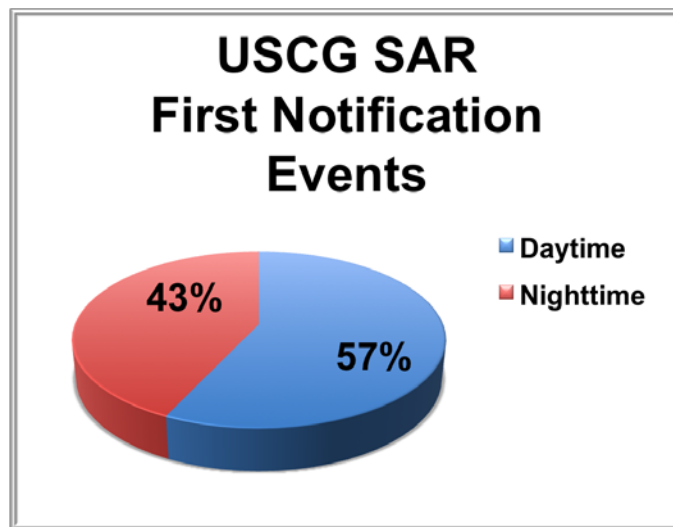 USCG SAR
First Notification
Events
Daytime
Nighttime
43%
57%